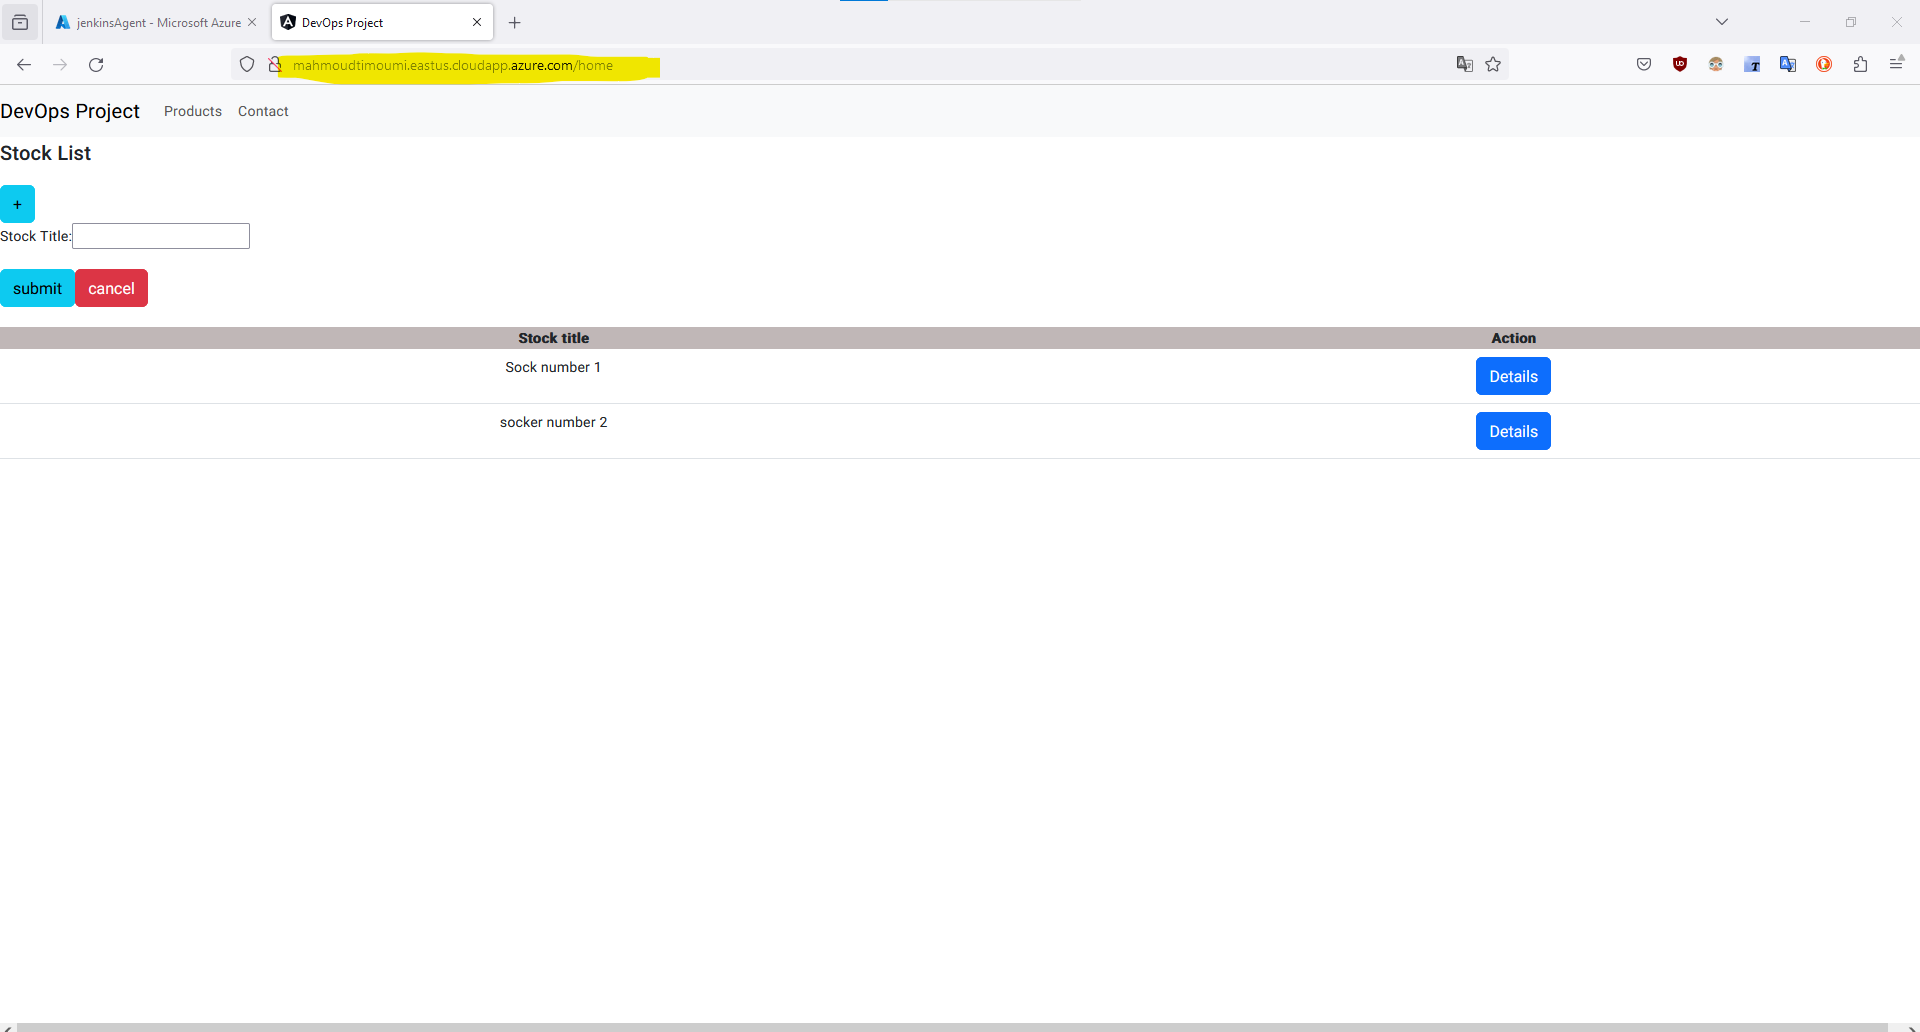 jenkinsAgent - Microsoft Azure
DevOps Project
mahmoudtimoumi.eastus.cloudapp.azure.com/home
DevOps Project Products Contact
Stock List
+
Stock Title:
submit cancel
Stock title Action
Sock number 1 Details
socker number 2 Details